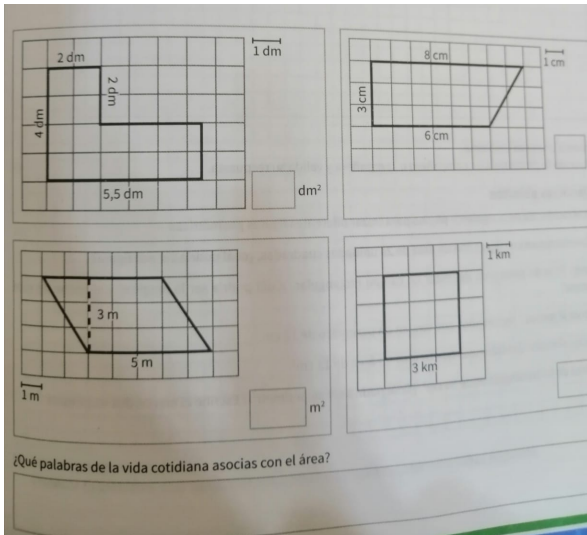 2 dm
1 dm
2 dm
4 dm
5,5 dm
dm²
8 cm
1 cm
3 cm
6 cm
3 m
5 m
1 m
m²
1 km
3 km
¿Qué palabras de la vida cotidiana asocias con el área?